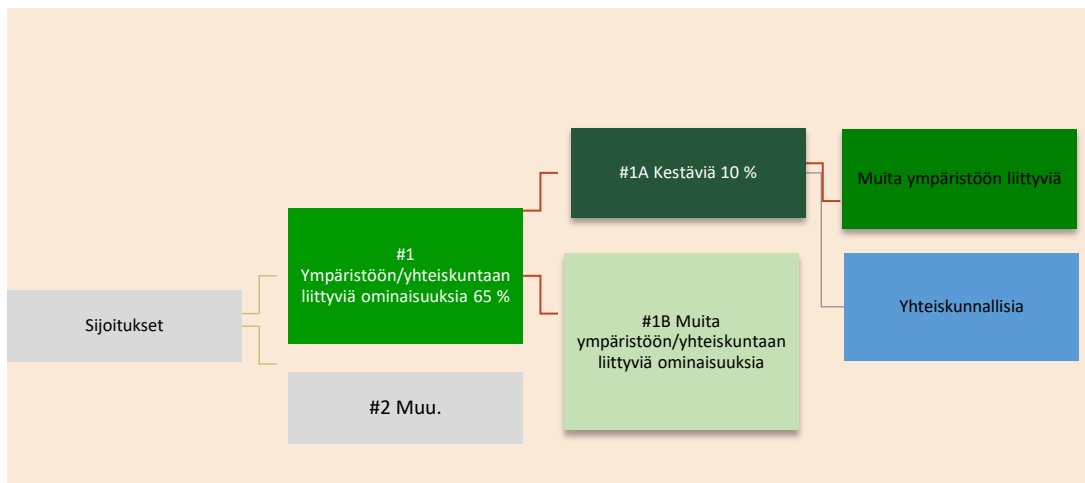 Sijoitukset
#1
Ympäristöön/yhteiskuntaan
liittyviä ominaisuuksia 65 %
#2 Muu.
#1A Kestäviä 10 %
#1B Muita
ympäristöön/yhteiskuntaan
liittyviä ominaisuuksia
Muita ympäristöön liittyviä
Yhteiskunnallisia